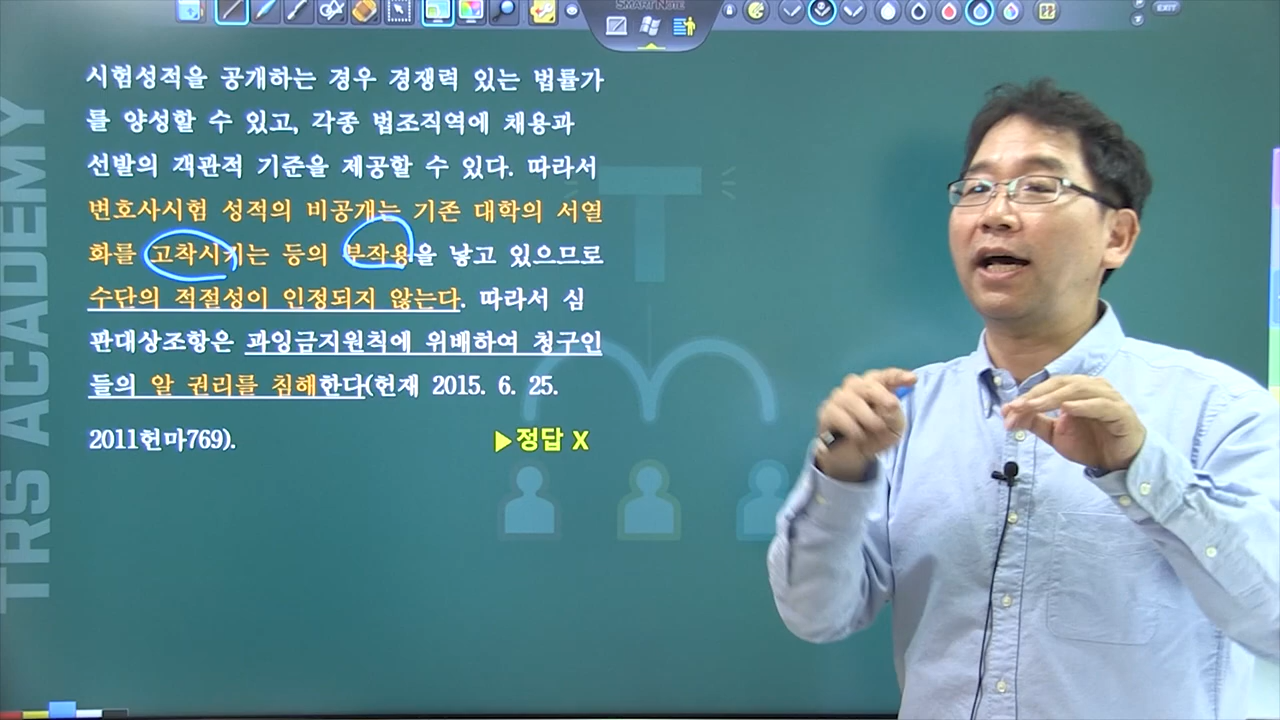 EXIT
SMART NOTE
시험성적을 공개하는 경우 경쟁력 있는 법률가
를 양성할 수 있고, 각종 법조직역에 채용과
선발의 객관적 기준을 제공할 수 있다. 따라서
변호사시험 성적의 비공개는 기존 대학의 서열
화를 고착시키는 등의 부작용을 낳고 있으므로
수단의 적절성이 인정되지 않는다. 따라서 심
판대상조항은 과잉금지원칙에 위배하여 청구인
들의 알 권리를 침해한다(헌재 2015. 6. 25.
2011헌마769).
▶정답 X
TRS ACADEMY